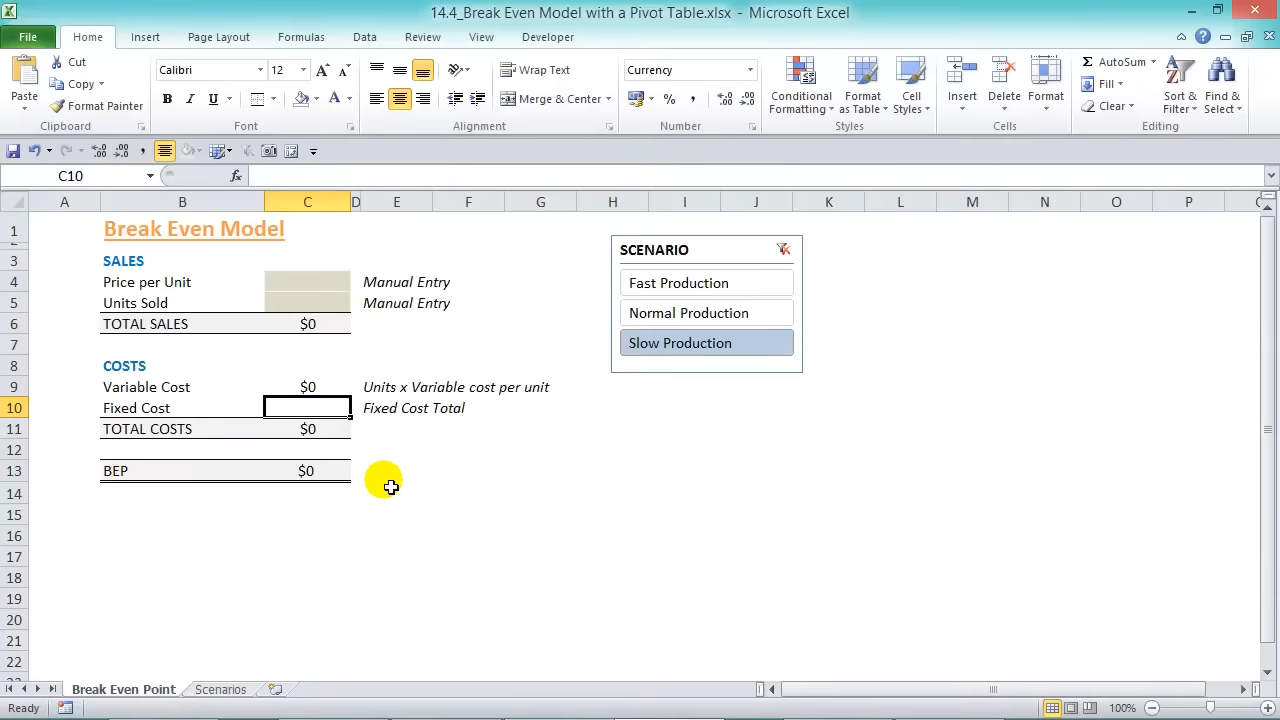 14.4_Break Even Model with a Pivot Table.xlsx - Microsoft Excel
File Home Insert Page Layout Formulas Data Review View Developer
Paste
Cut
Copy
Format Painter
Clipboard
Calibri 12
B I U
Font
Wrap Text
Merge & Center
Alignment
Currency
% ,
Number
Conditional Formatting
Format as Table
Cell Styles
Styles
Insert Delete Format
Cells
AutoSum
Fill
Clear
Sort & Filter
Find & Select
Editing
C10 fx
A B C D E F G H I J K L M N O P
1 Break Even Model
3 SALES
4 Price per Unit Manual Entry
5 Units Sold Manual Entry
6 TOTAL SALES $0
7
8 COSTS
9 Variable Cost $0 Units x Variable cost per unit
10 Fixed Cost Fixed Cost Total
11 TOTAL COSTS $0
12
13 BEP $0
14
15
16
17
18
19
20
21
22
SCENARIO
Fast Production
Normal Production
Slow Production
Break Even Point Scenarios
Ready 100%